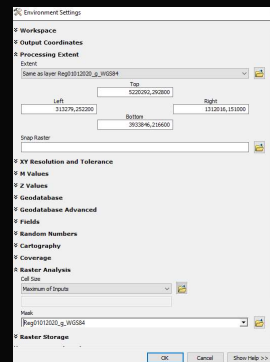 Environment Settings
Workspace
Output Coordinates
Processing Extent
Extent
Same as layer Reg01012020_g_WGS84
Top
5220292,292800
Left
Right
313279,252200
1312016,151000
Bottom
3933846,216600
Snap Raster
XY Resolution and Tolerance
M Values
Z Values
Geodatabase
Geodatabase Advanced
Fields
Random Numbers
Cartography
Coverage
Raster Analysis
Cell Size
Maximum of Inputs
Mask
Reg01012020_g_WGS84
Raster Storage
OK
Cancel
Show Help >>